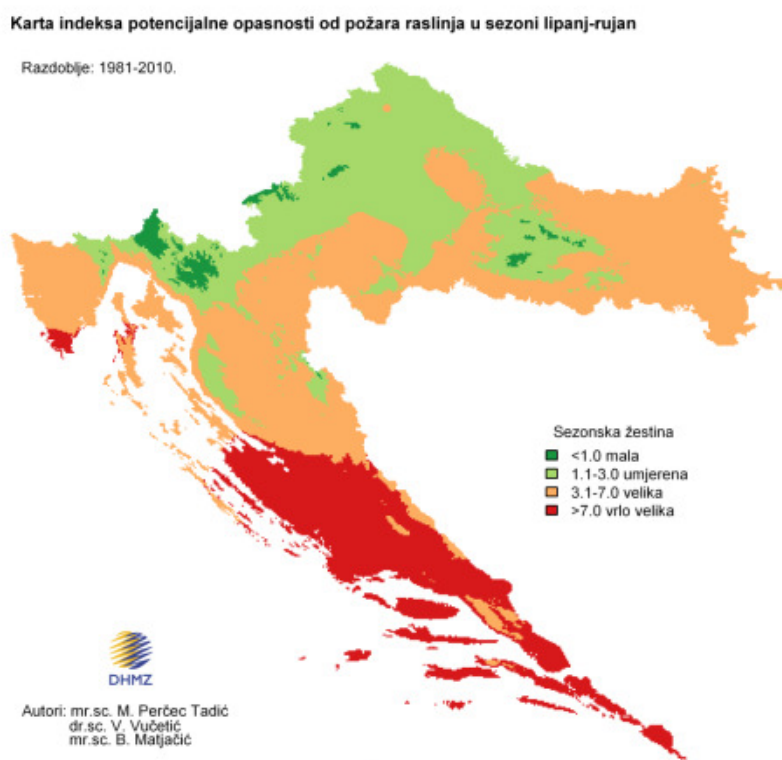 Karta indeksa potencijalne opasnosti od požara raslinja u sezoni lipanj-rujan
Razdoblje: 1981-2010.
Sezonska žestina
<1.0 mala
1.1-3.0 umjerena
3.1-7.0 velika
>7.0 vrlo velika
DHMZ
Autori: mr.sc. M. Perčec Tadić
dr.sc. V. Vučetić
mr.sc. B. Matjačić